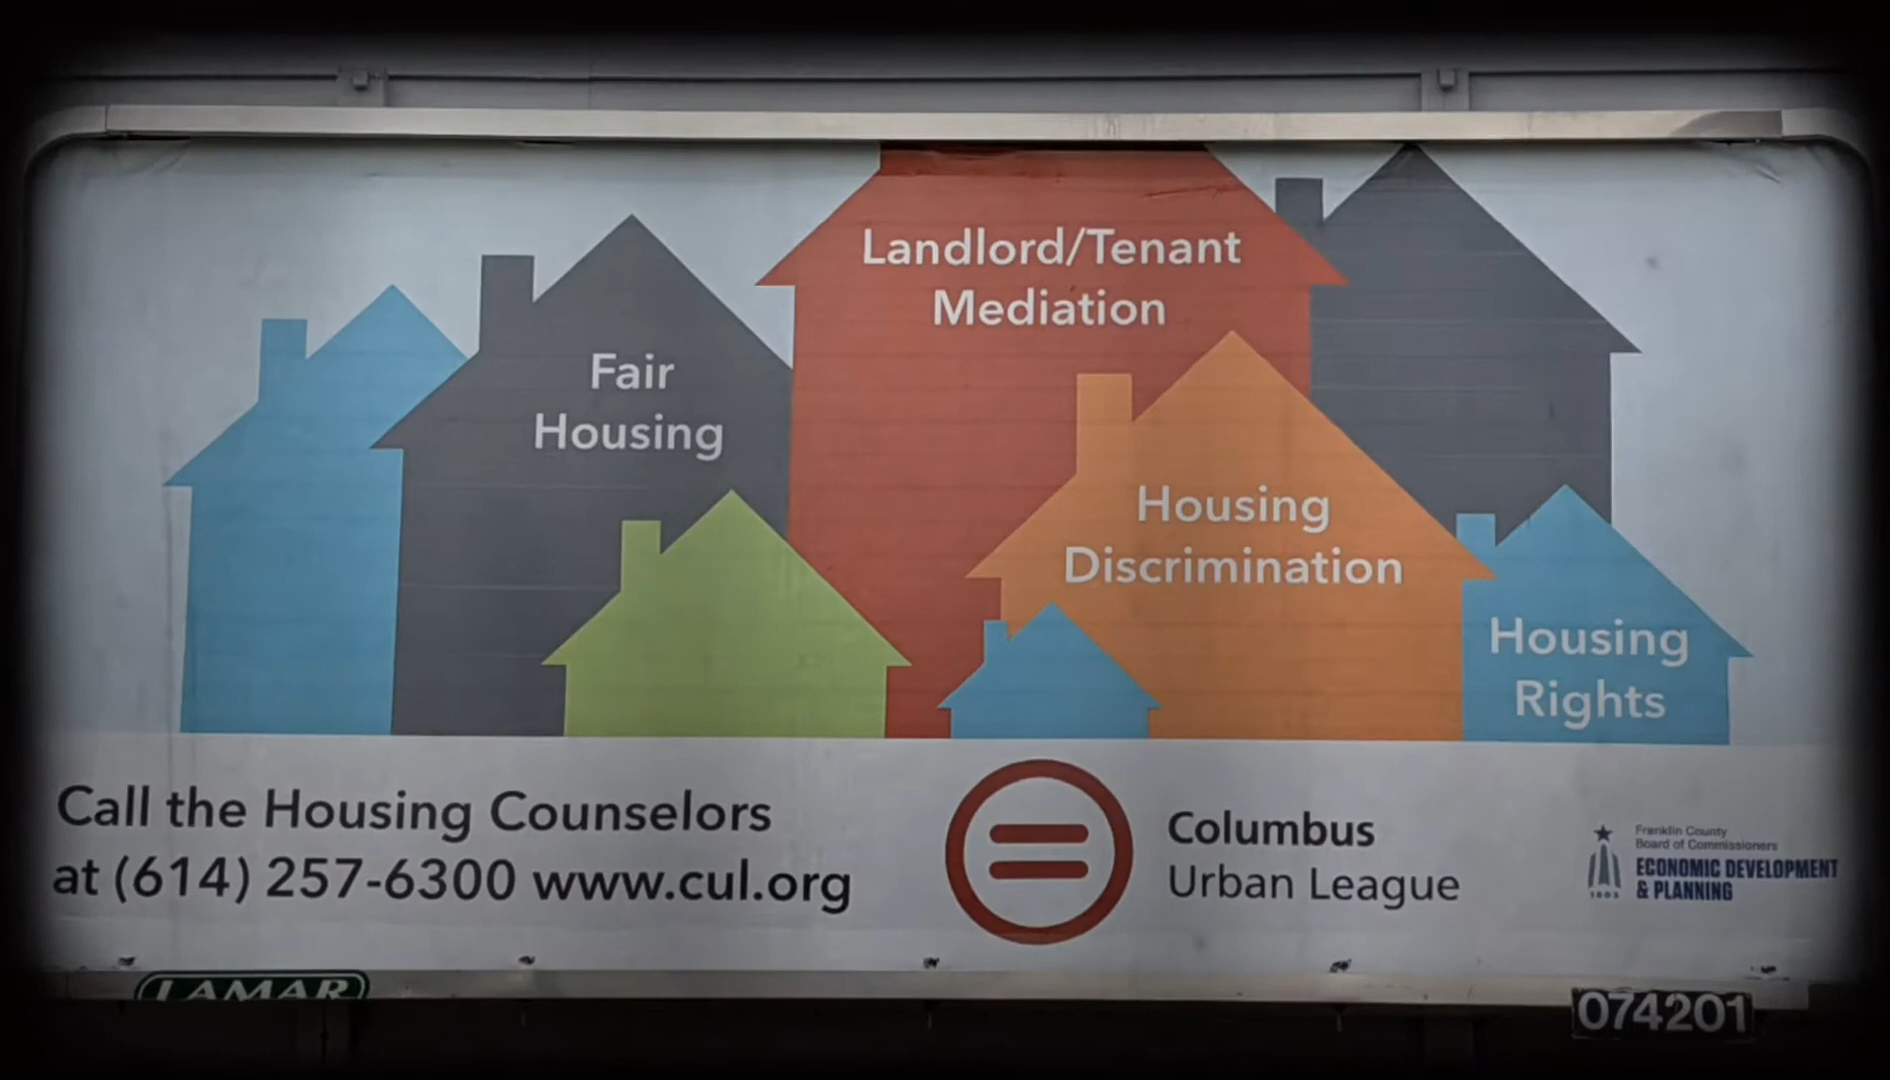 Landlord/Tenant
Mediation
Fair
Housing
Housing
Discrimination
Housing
Rights
Call the Housing Counselors
at (614) 257-6300 www.cul.org
Columbus
Urban League
Franklin County
Board of Commissioners
ECONOMIC DEVELOPMENT
& PLANNING
1803
LAMAR
074201